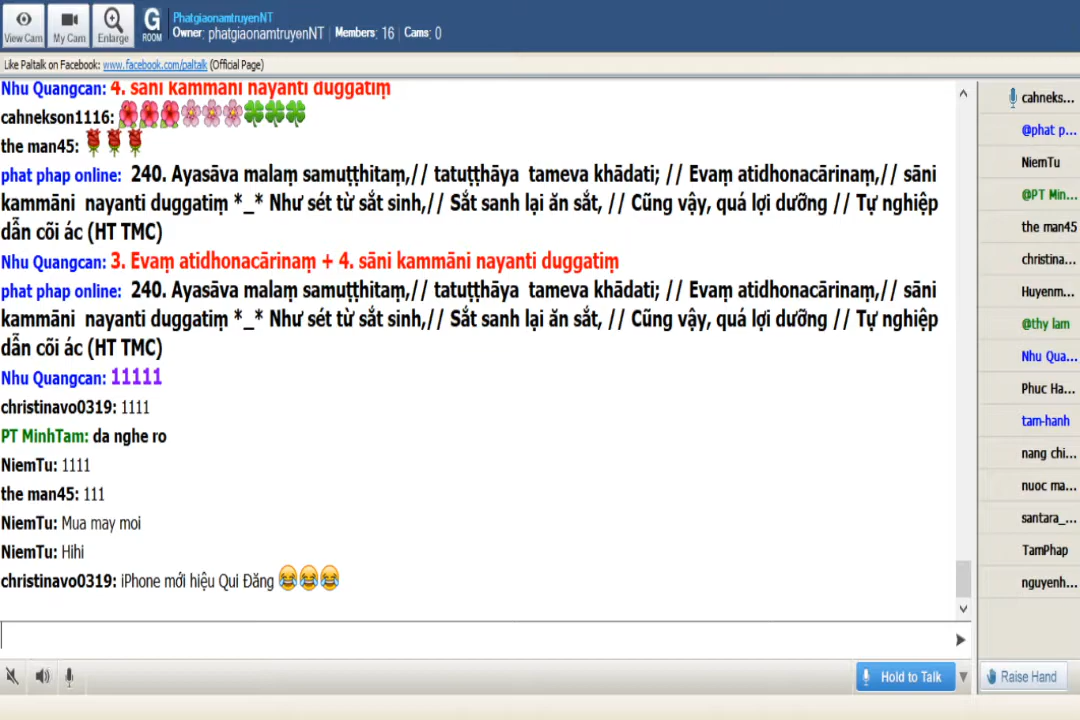 PhatgiaonamtruyenNT
Owner: phatgiaonamtruyenNT | Members: 16 | Cams: 0
View Cam My Cam Enlarge G ROOM
Like Paltalk on Facebook: www.facebook.com/paltalk (Official Page)
Nhu Quangcan: 4. sāni kammāni nayanti duggatiṃ
cahnekson1116:
the man45:
phat phap online: 240. Ayasāva malaṃ samuṭṭhitaṃ,// tatuṭṭhāya tameva khādati; // Evaṃ atidhonacārinaṃ,// sāni
kammāni nayanti duggatiṃ *_* Như sét từ sắt sinh,// Sắt sanh lại ăn sắt, // Cũng vậy, quá lợi dưỡng // Tự nghiệp
dẫn cõi ác (HT TMC)
Nhu Quangcan: 3. Evaṃ atidhonacārinaṃ + 4. sāni kammāni nayanti duggatiṃ
phat phap online: 240. Ayasāva malaṃ samuṭṭhitaṃ,// tatuṭṭhāya tameva khādati; // Evaṃ atidhonacārinaṃ,// sāni
kammāni nayanti duggatiṃ *_* Như sét từ sắt sinh,// Sắt sanh lại ăn sắt, // Cũng vậy, quá lợi dưỡng // Tự nghiệp
dẫn cõi ác (HT TMC)
Nhu Quangcan: 11111
christinavo0319: 1111
PT MinhTam: da nghe ro
NiemTu: 1111
the man45: 111
NiemTu: Mua may moi
NiemTu: Hihi
christinavo0319: iPhone mới hiệu Qui Đăng 😂😂😂
cahneks...
@phat p...
NiemTu
@PT Min...
the man45
christina...
Huyenm...
@thy lam
Nhu Qua...
Phuc Ha...
tam-hanh
nang chi...
nuoc ma...
santara_...
TamPhap
nguyenh...
Hold to Talk
Raise Hand